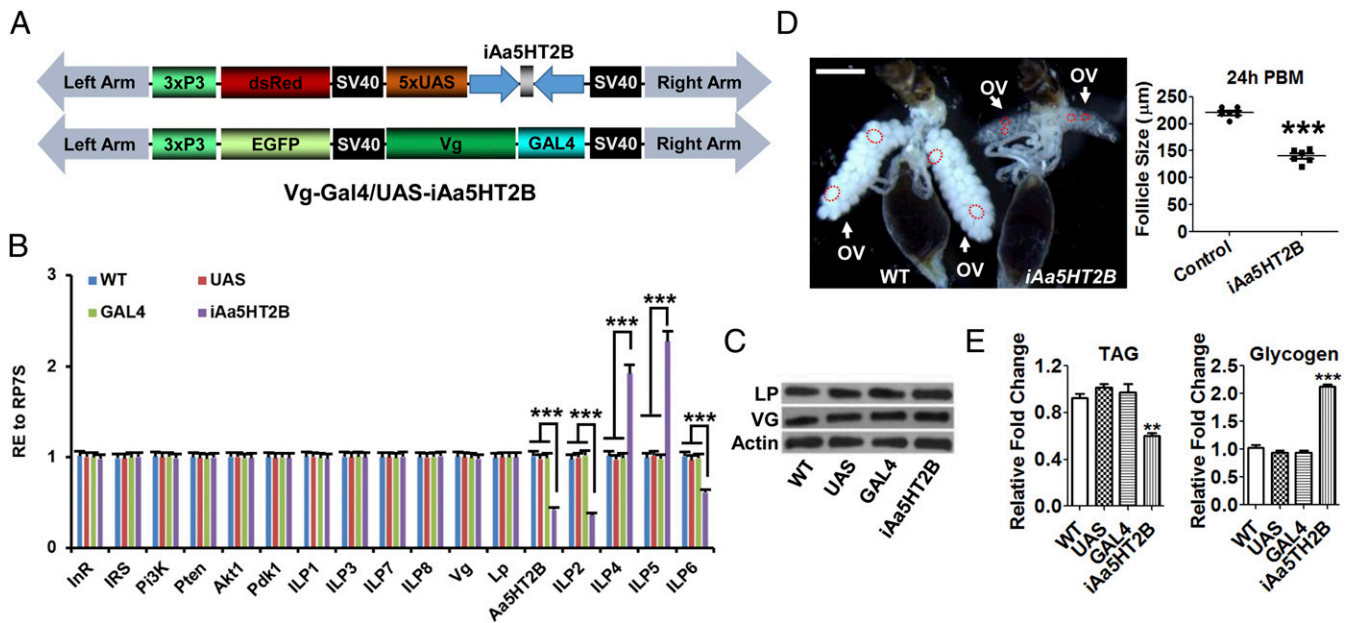 A
iAa5HT2B
Left Arm 3xP3 dsRed SV40 5xUAS SV40 Right Arm
Left Arm 3xP3 EGFP SV40 Vg GAL4 SV40 Right Arm
Vg-Gal4/UAS-iAa5HT2B
B
RE to RP7S
3
2
1
0
WT
UAS
GAL4
iAa5HT2B
***
***
***
***
***
InR
IRS
Pi3K
Pten
Akt1
Pdk1
ILP1
ILP3
ILP7
ILP8
Vg
Lp
Aa5HT2B
ILP2
ILP4
ILP5
ILP6
C
LP
VG
Actin
WT
UAS
GAL4
iAa5HT2B
D
OV
OV
OV
OV
WT
iAa5HT2B
24h PBM
Follicle Size (µm)
250
200
150
100
50
0
***
Control
iAa5HT2B
E
TAG
Relative Fold Change
1.2
0.9
0.6
0.3
0.0
**
WT
UAS
GAL4
iAa5HT2B
Glycogen
Relative Fold Change
2.5
2.0
1.5
1.0
0.5
0.0
***
WT
UAS
GAL4
iAa5TH2B